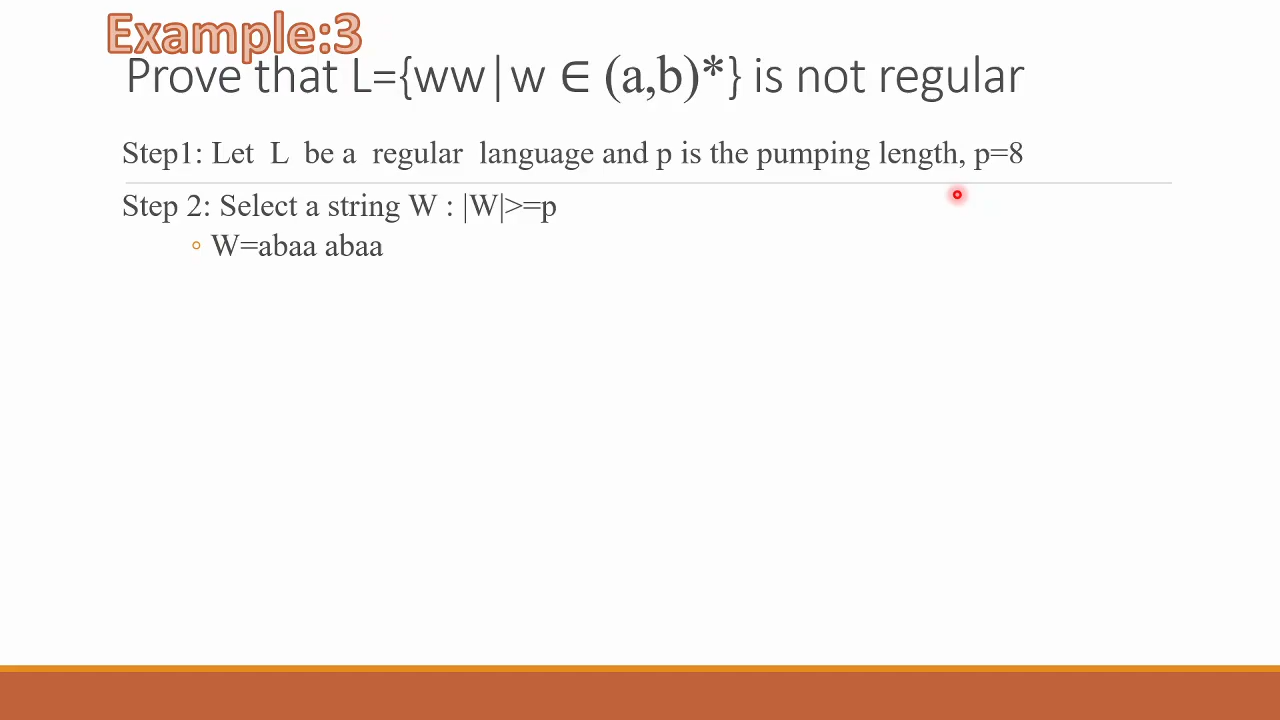 Example:3
Prove that L={ww|w ∈ (a,b)*} is not regular
Step1: Let L be a regular language and p is the pumping length, p=8
Step 2: Select a string W : |W|>=p
◦ W=abaa abaa